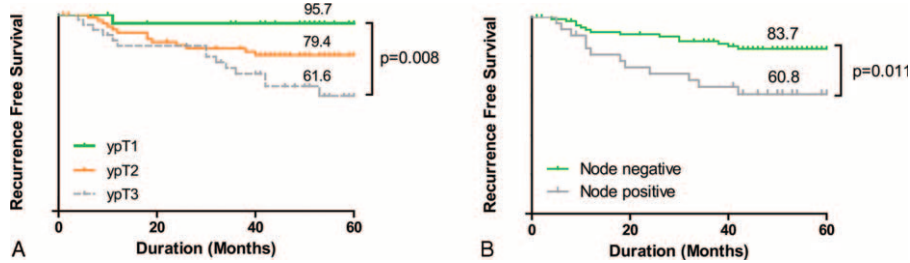 Recurrence Free Survival
95.7
79.4
61.6
p=0.008
ypT1
ypT2
ypT3
0 20 40 60
Duration (Months)
A
Recurrence Free Survival
83.7
60.8
p=0.011
Node negative
Node positive
0 20 40 60
Duration (Months)
B